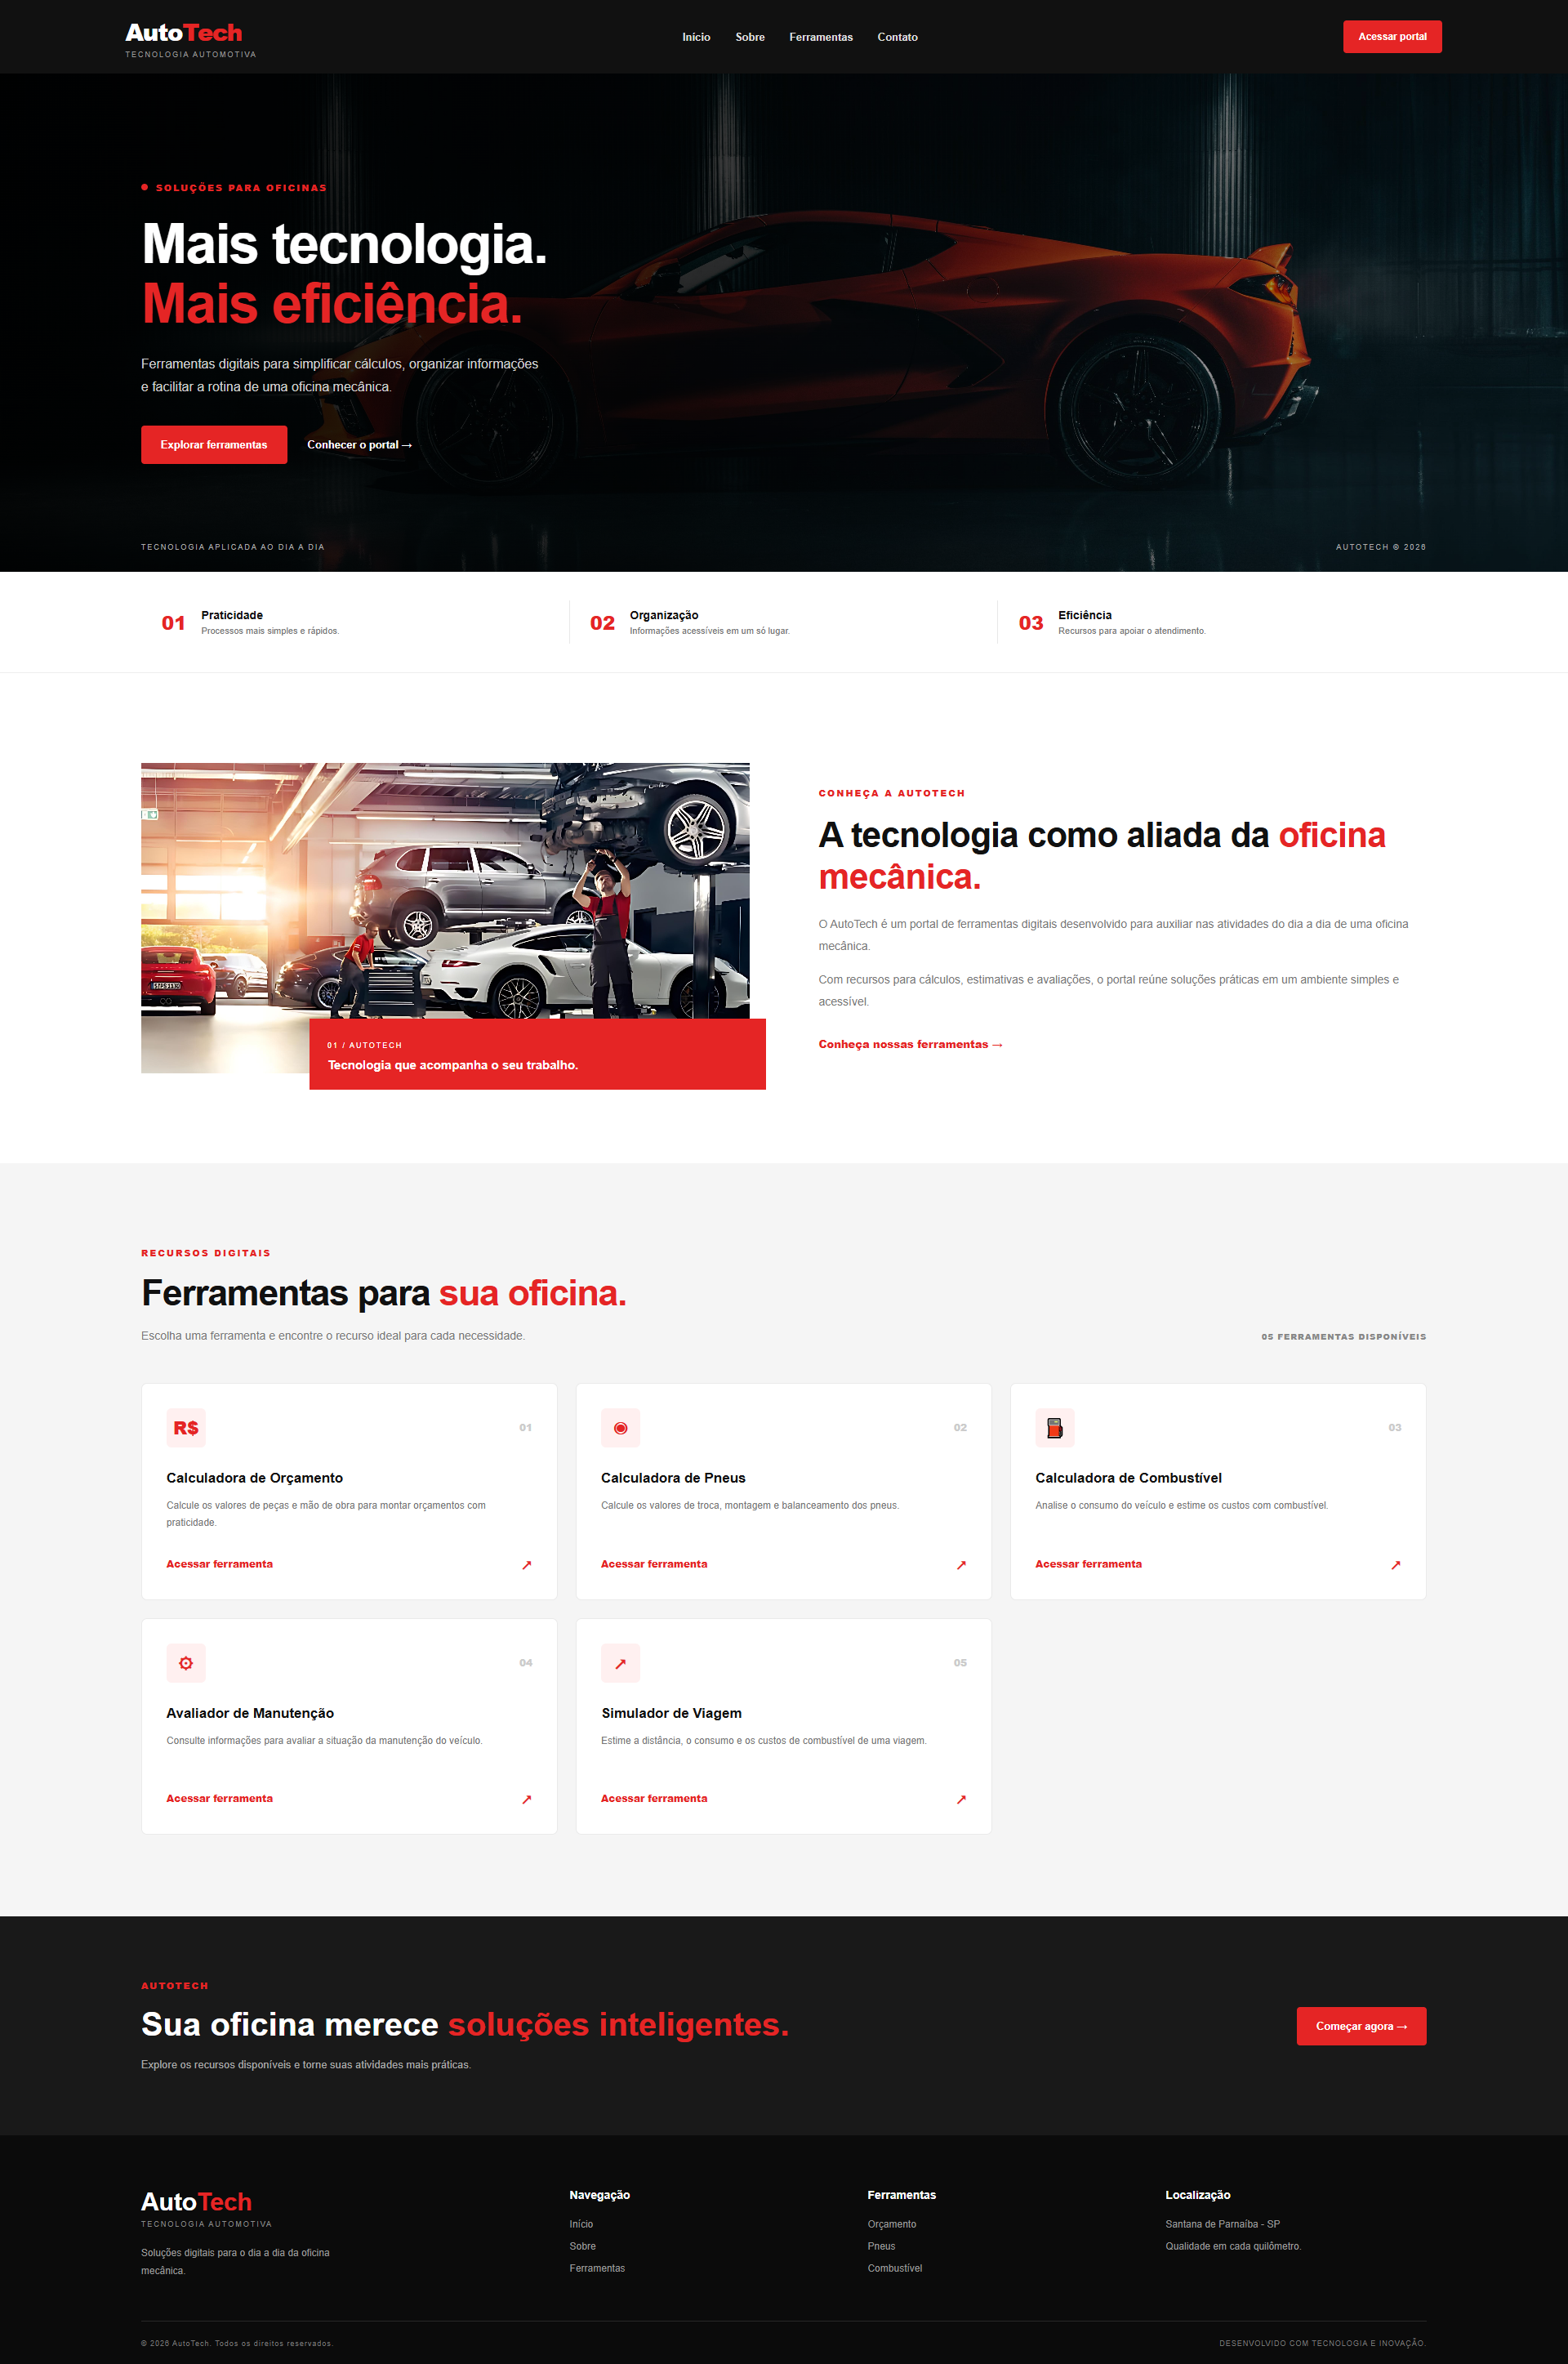 AutoTech
TECNOLOGIA AUTOMOTIVA
Início
Sobre
Ferramentas
Contato
Acessar portal
SOLUÇÕES PARA OFICINAS
Mais tecnologia.
Mais eficiência.
Ferramentas digitais para simplificar cálculos, organizar informações
e facilitar a rotina de uma oficina mecânica.
Explorar ferramentas
Conhecer o portal →
TECNOLOGIA APLICADA AO DIA A DIA
AUTOTECH © 2026
01
Praticidade
Processos mais simples e rápidos.
02
Organização
Informações acessíveis em um só lugar.
03
Eficiência
Recursos para apoiar o atendimento.
01 / AUTOTECH
Tecnologia que acompanha o seu trabalho.
CONHEÇA A AUTOTECH
A tecnologia como aliada da oficina
mecânica.
O AutoTech é um portal de ferramentas digitais desenvolvido para auxiliar nas atividades do dia a dia de uma oficina
mecânica.
Com recursos para cálculos, estimativas e avaliações, o portal reúne soluções práticas em um ambiente simples e
acessível.
Conheça nossas ferramentas →
RECURSOS DIGITAIS
Ferramentas para sua oficina.
Escolha uma ferramenta e encontre o recurso ideal para cada necessidade.
05 FERRAMENTAS DISPONÍVEIS
R$
01
Calculadora de Orçamento
Calcule os valores de peças e mão de obra para montar orçamentos com
praticidade.
Acessar ferramenta ↗
02
Calculadora de Pneus
Calcule os valores de troca, montagem e balanceamento dos pneus.
Acessar ferramenta ↗
03
Calculadora de Combustível
Analise o consumo do veículo e estime os custos com combustível.
Acessar ferramenta ↗
04
Avaliador de Manutenção
Consulte informações para avaliar a situação da manutenção do veículo.
Acessar ferramenta ↗
05
Simulador de Viagem
Estime a distância, o consumo e os custos de combustível de uma viagem.
Acessar ferramenta ↗
AUTOTECH
Sua oficina merece soluções inteligentes.
Explore os recursos disponíveis e torne suas atividades mais práticas.
Começar agora →
AutoTech
TECNOLOGIA AUTOMOTIVA
Soluções digitais para o dia a dia da oficina
mecânica.
Navegação
Início
Sobre
Ferramentas
Ferramentas
Orçamento
Pneus
Combustível
Localização
Santana de Parnaíba - SP
Qualidade em cada quilômetro.
© 2026 AutoTech. Todos os direitos reservados.
DESENVOLVIDO COM TECNOLOGIA E INOVAÇÃO.